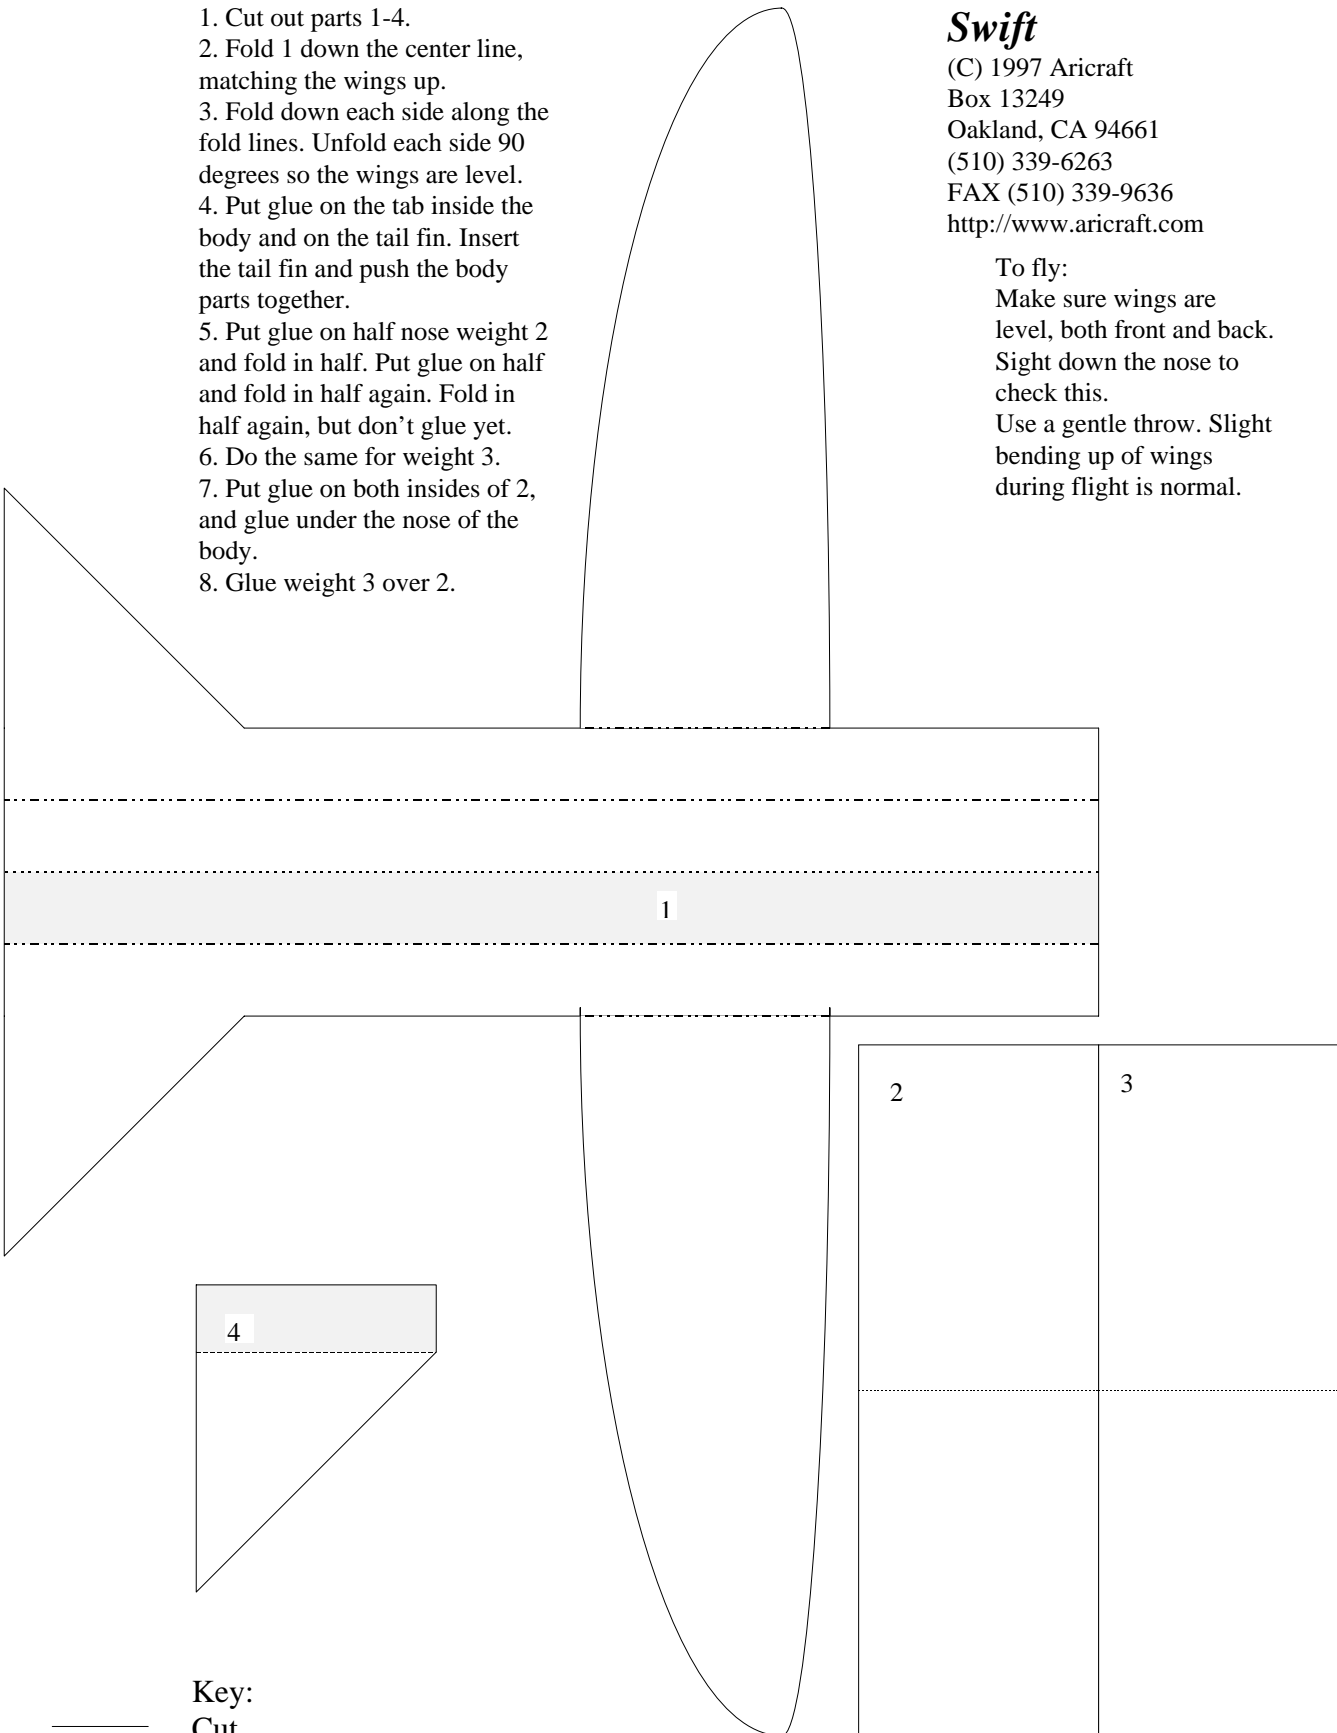 1. Cut out parts 1-4.
2. Fold 1 down the center line,
matching the wings up.
3. Fold down each side along the
fold lines. Unfold each side 90
degrees so the wings are level.
4. Put glue on the tab inside the
body and on the tail fin. Insert
the tail fin and push the body
parts together.
5. Put glue on half nose weight 2
and fold in half. Put glue on half
and fold in half again. Fold in
half again, but don’t glue yet.
6. Do the same for weight 3.
7. Put glue on both insides of 2,
and glue under the nose of the
body.
8. Glue weight 3 over 2.
Swift
(C) 1997 Aricraft
Box 13249
Oakland, CA 94661
(510) 339-6263
FAX (510) 339-9636
http://www.aricraft.com
To fly:
Make sure wings are
level, both front and back.
Sight down the nose to
check this.
Use a gentle throw. Slight
bending up of wings
during flight is normal.
1
2
3
4
Key:
Cut